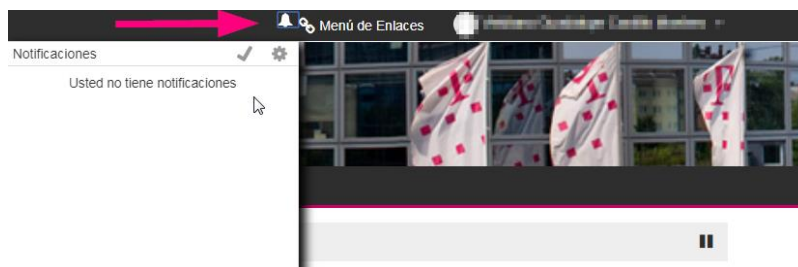 Menú de Enlaces
Notificaciones
Usted no tiene notificaciones
T T T